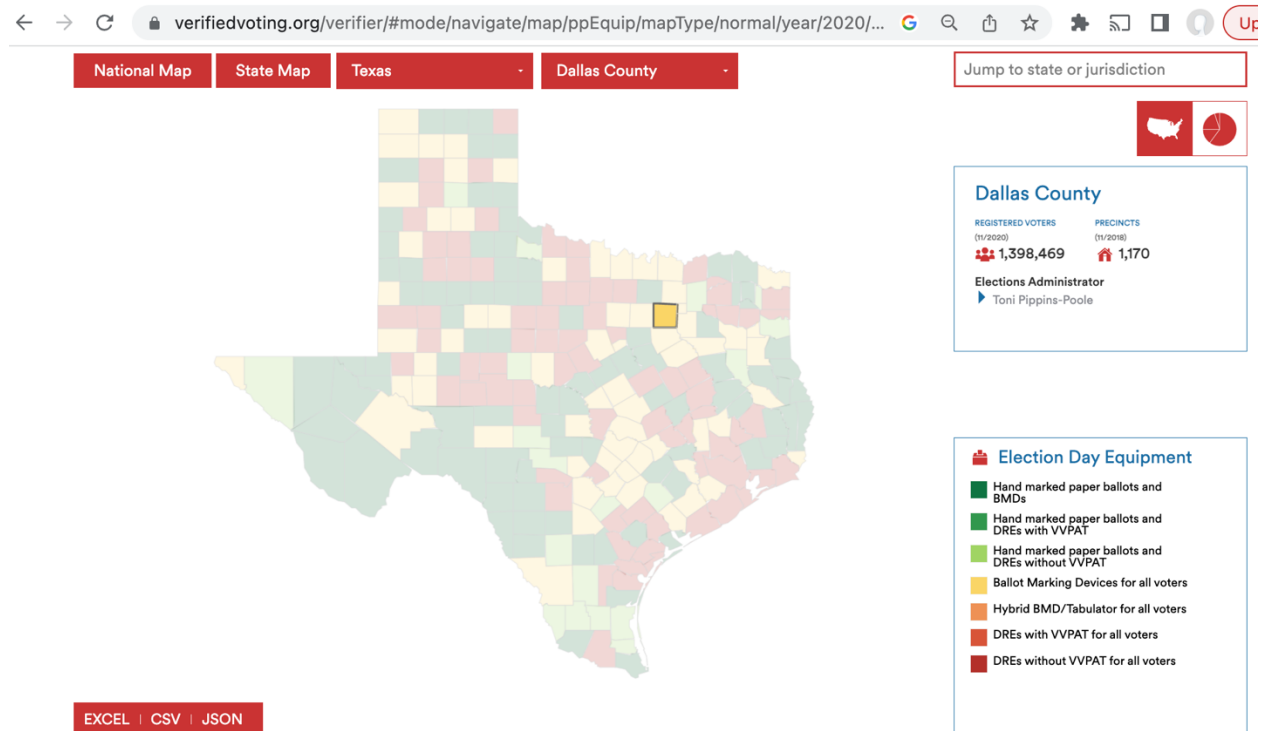 verifiedvoting.org/verifier/#mode/navigate/map/ppEquip/mapType/normal/year/2020/...
National Map
State Map
Texas
Dallas County
Jump to state or jurisdiction
Dallas County
REGISTERED VOTERS
(11/2020)
1,398,469
PRECINCTS
(11/2018)
1,170
Elections Administrator
Toni Pippins-Poole
Election Day Equipment
Hand marked paper ballots and
BMDs
Hand marked paper ballots and
DREs with VVPAT
Hand marked paper ballots and
DREs without VVPAT
Ballot Marking Devices for all voters
Hybrid BMD/Tabulator for all voters
DREs with VVPAT for all voters
DREs without VVPAT for all voters
EXCEL | CSV | JSON